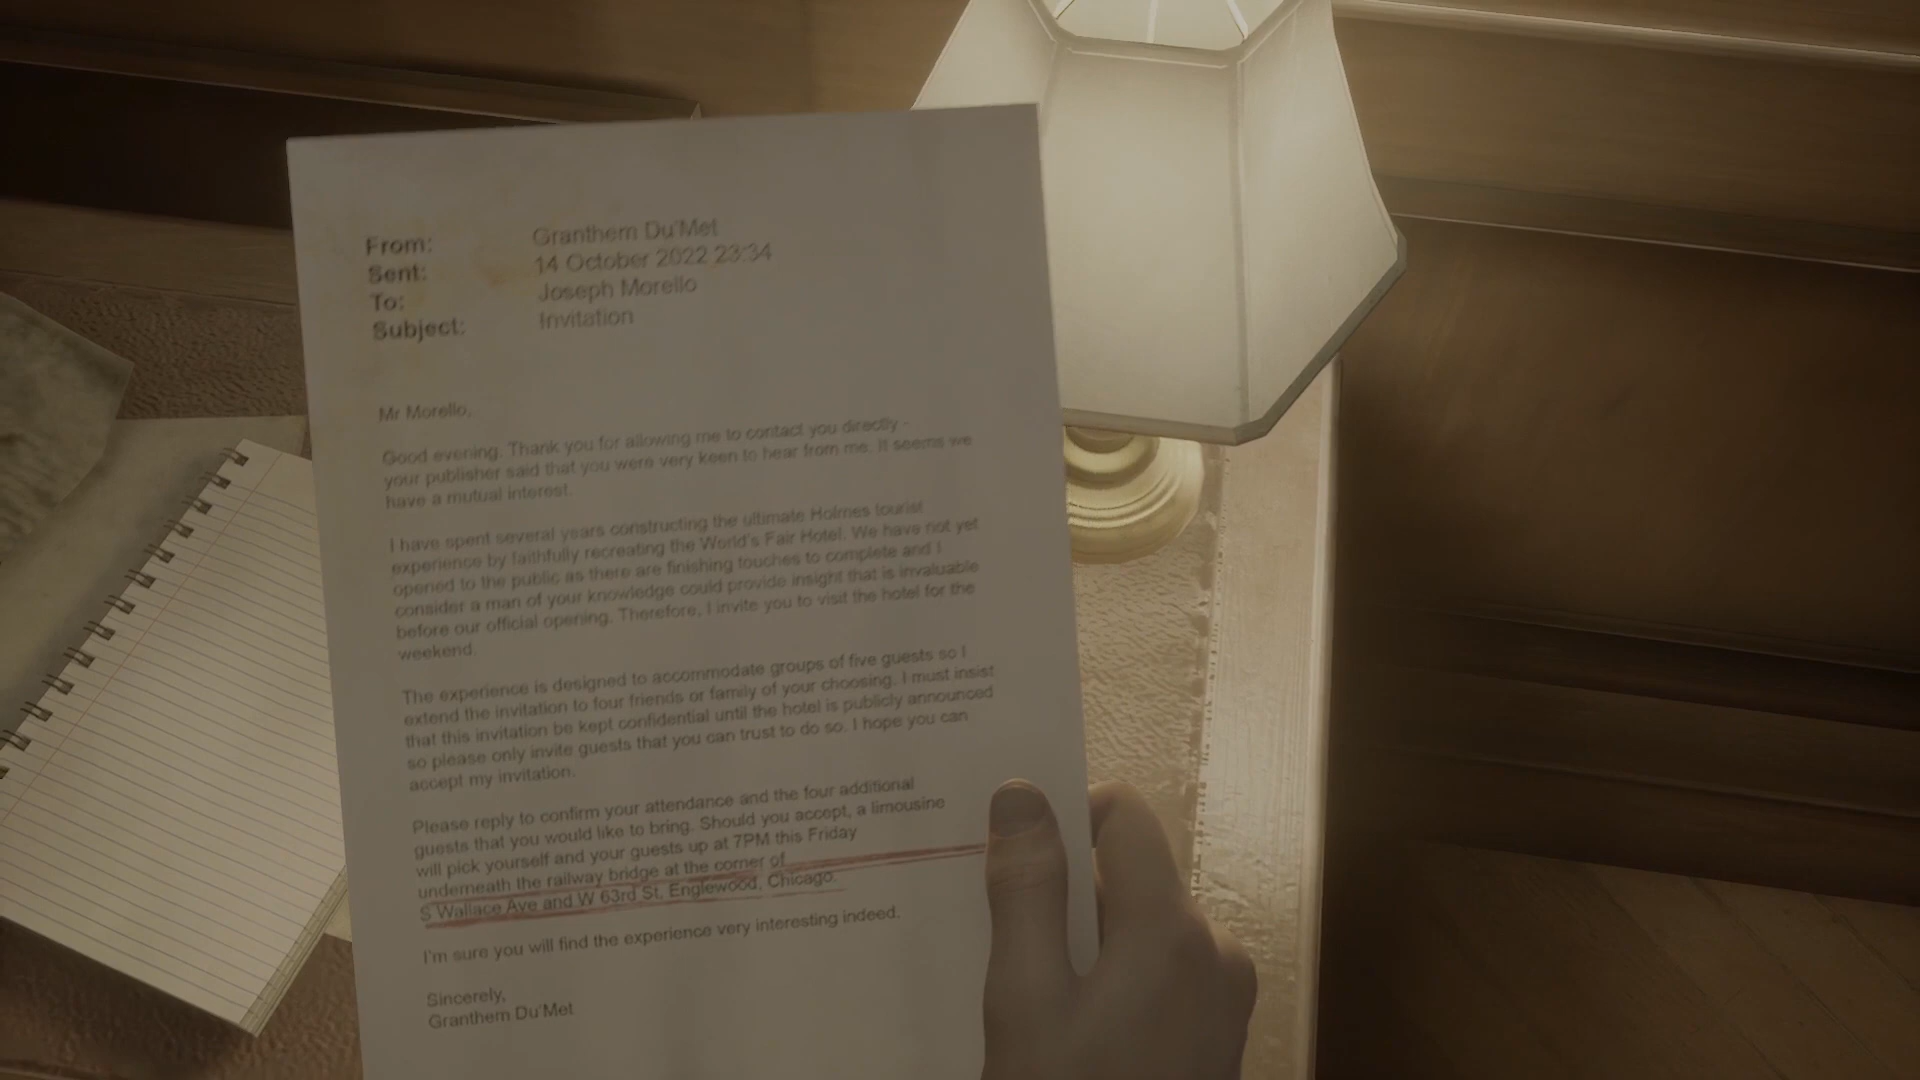 From: Granthem Du'Met
Sent: 14 October 2022 23:34
To: Joseph Morello
Subject: Invitation
Mr Morello,
Good evening. Thank you for allowing me to contact you directly -
your publisher said that you were very keen to hear from me. It seems we
have a mutual interest.
I have spent several years constructing the ultimate Holmes tourist
experience by faithfully recreating the World's Fair Hotel. We have not yet
opened to the public as there are finishing touches to complete and I
consider a man of your knowledge could provide insight that is invaluable
before our official opening. Therefore, I invite you to visit the hotel for the
weekend.
The experience is designed to accommodate groups of five guests so I
extend the invitation to four friends or family of your choosing. I must insist
that this invitation be kept confidential until the hotel is publicly announced
so please only invite guests that you can trust to do so. I hope you can
accept my invitation.
Please reply to confirm your attendance and the four additional
guests that you would like to bring. Should you accept, a limousine
will pick yourself and your guests up at 7PM this Friday
underneath the railway bridge at the corner of
S Wallace Ave and W 63rd St, Englewood, Chicago.
I'm sure you will find the experience very interesting indeed.
Sincerely,
Granthem Du'Met